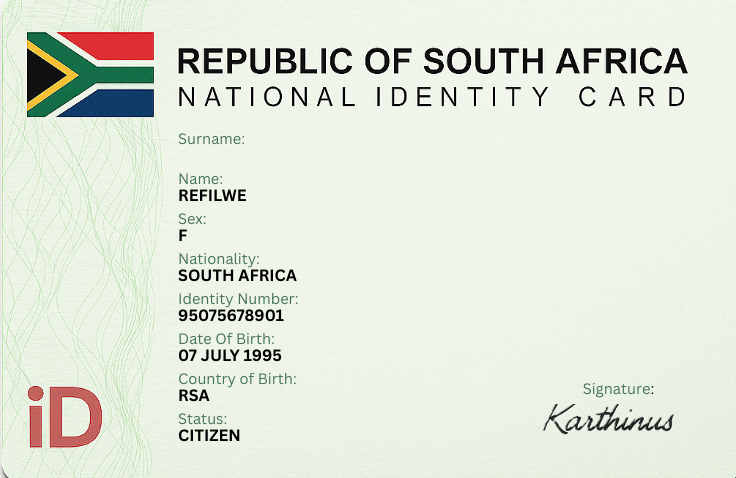 REPUBLIC OF SOUTH AFRICA
NATIONAL IDENTITY CARD
Surname:
Name:
REFILWE
Sex:
F
Nationality:
SOUTH AFRICA
Identity Number:
95075678901
Date Of Birth:
07 JULY 1995
Country of Birth:
RSA
Status:
CITIZEN
Signature:
Karthinus
iD